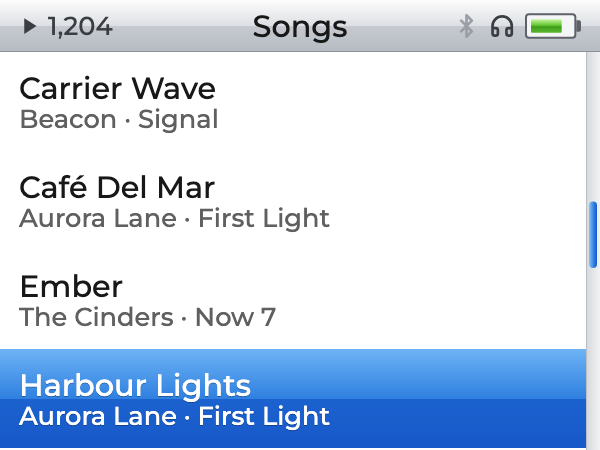 1,204
Songs
Carrier Wave
Beacon · Signal
Café Del Mar
Aurora Lane · First Light
Ember
The Cinders · Now 7
Harbour Lights
Aurora Lane · First Light